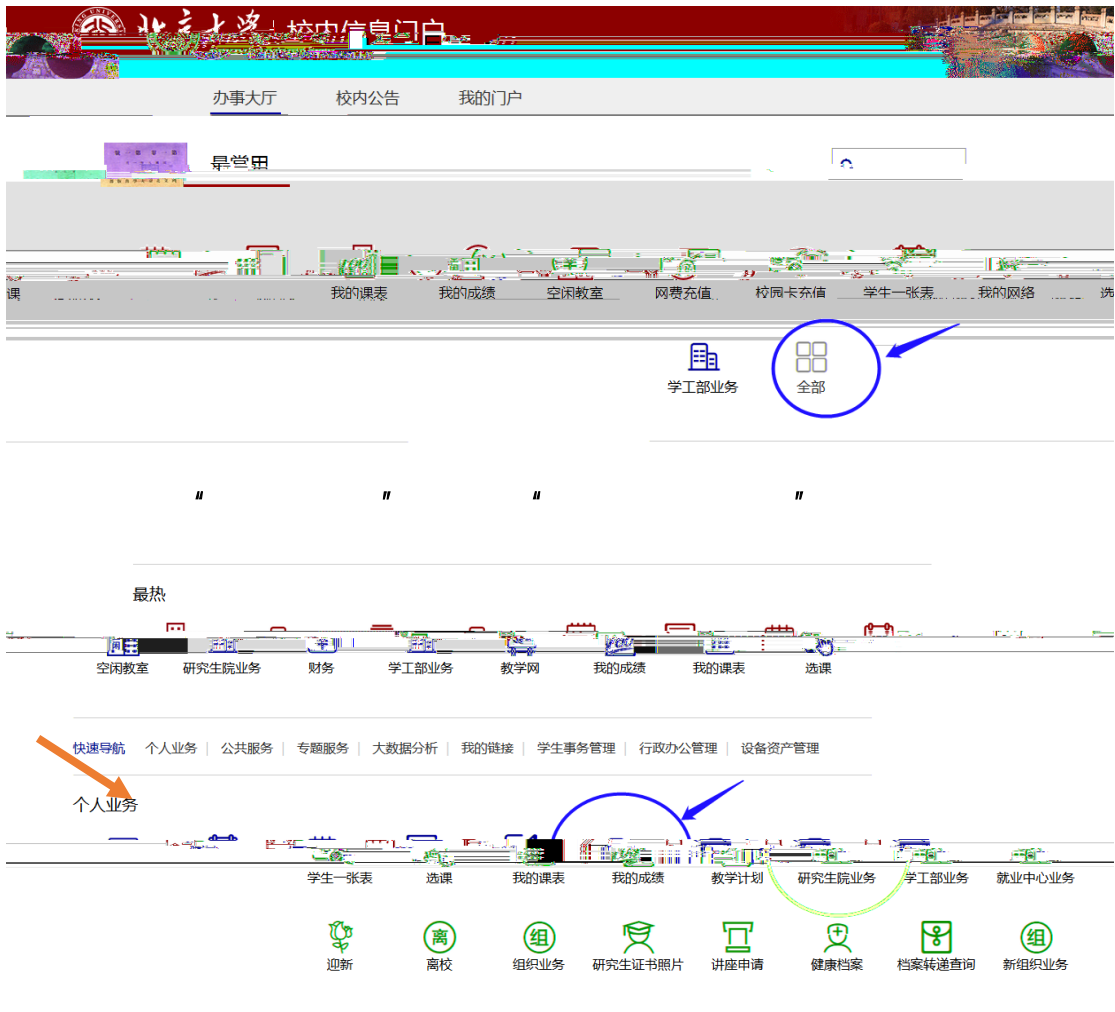 北京大学 校内信息门户
办事大厅 校内公告 我的门户
最常用
课 我的课表 我的成绩 空闲教室 网费充值 校园卡充值 学生一张表 我的网络 选
学工部业务 全部
“ ” “ ”
最热
空闲教室 研究生院业务 财务 学工部业务 教学网 我的成绩 我的课表 选课
快速导航 个人业务 | 公共服务 | 专题服务 | 大数据分析 | 我的链接 | 学生事务管理 | 行政办公管理 | 设备资产管理
个人业务
学生一张表 选课 我的课表 我的成绩 教学计划 研究生院业务 学工部业务 就业中心业务
离 组 组
迎新 离校 组织业务 研究生证书照片 讲座申请 健康档案 档案转递查询 新组织业务